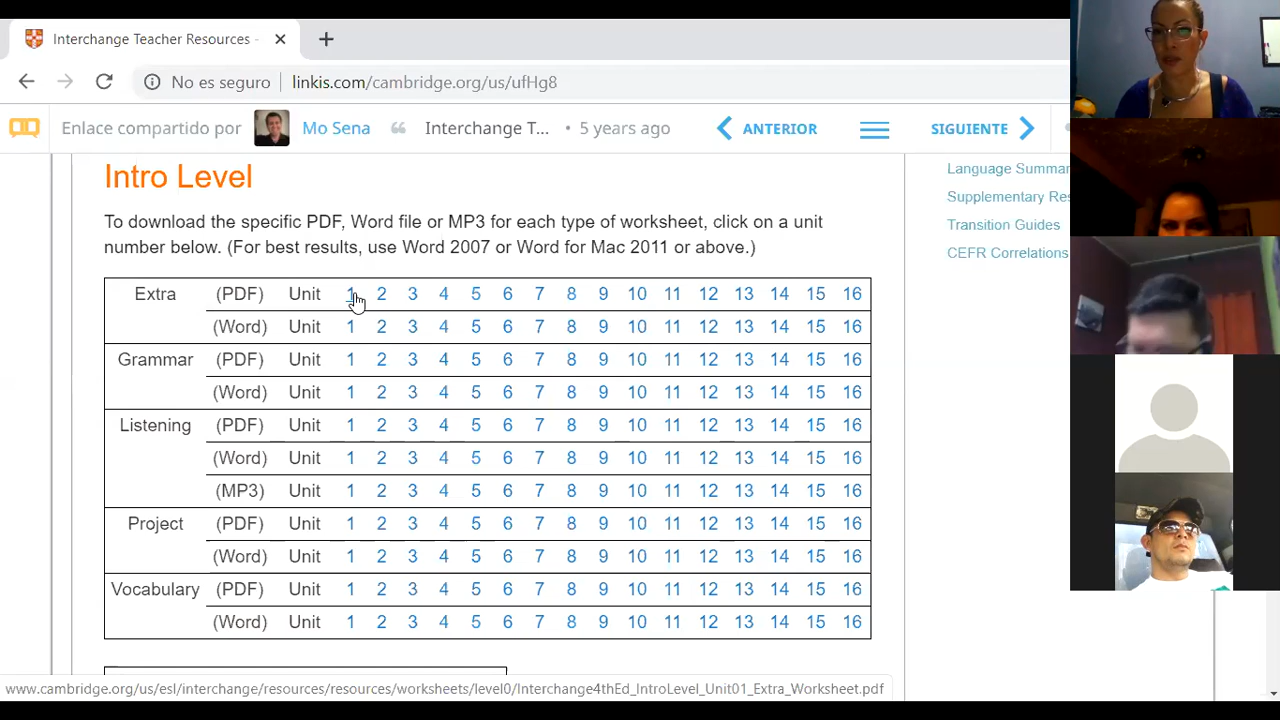 Interchange Teacher Resources -
No es seguro linkis.com/cambridge.org/us/ufHg8
Enlace compartido por Mo Sena Interchange T... • 5 years ago ANTERIOR SIGUIENTE
Intro Level
To download the specific PDF, Word file or MP3 for each type of worksheet, click on a unit
number below. (For best results, use Word 2007 or Word for Mac 2011 or above.)
Extra (PDF) Unit 1 2 3 4 5 6 7 8 9 10 11 12 13 14 15 16
(Word) Unit 1 2 3 4 5 6 7 8 9 10 11 12 13 14 15 16
Grammar (PDF) Unit 1 2 3 4 5 6 7 8 9 10 11 12 13 14 15 16
(Word) Unit 1 2 3 4 5 6 7 8 9 10 11 12 13 14 15 16
Listening (PDF) Unit 1 2 3 4 5 6 7 8 9 10 11 12 13 14 15 16
(Word) Unit 1 2 3 4 5 6 7 8 9 10 11 12 13 14 15 16
(MP3) Unit 1 2 3 4 5 6 7 8 9 10 11 12 13 14 15 16
Project (PDF) Unit 1 2 3 4 5 6 7 8 9 10 11 12 13 14 15 16
(Word) Unit 1 2 3 4 5 6 7 8 9 10 11 12 13 14 15 16
Vocabulary (PDF) Unit 1 2 3 4 5 6 7 8 9 10 11 12 13 14 15 16
(Word) Unit 1 2 3 4 5 6 7 8 9 10 11 12 13 14 15 16
Language Summar
Supplementary Res
Transition Guides
CEFR Correlations
www.cambridge.org/us/esl/interchange/resources/resources/worksheets/level0/Interchange4thEd_IntroLevel_Unit01_Extra_Worksheet.pdf